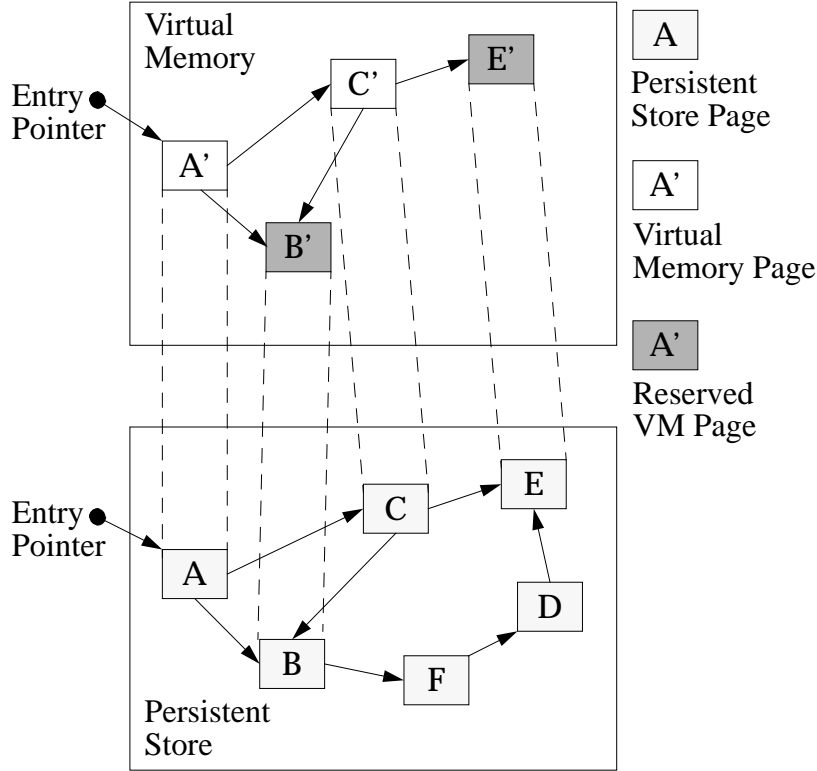 Virtual
Memory
Entry
Pointer
A’
C’
E’
B’
A
Persistent
Store Page
A’
Virtual
Memory Page
A’
Reserved
VM Page
Entry
Pointer
A
C
E
B
F
D
Persistent
Store